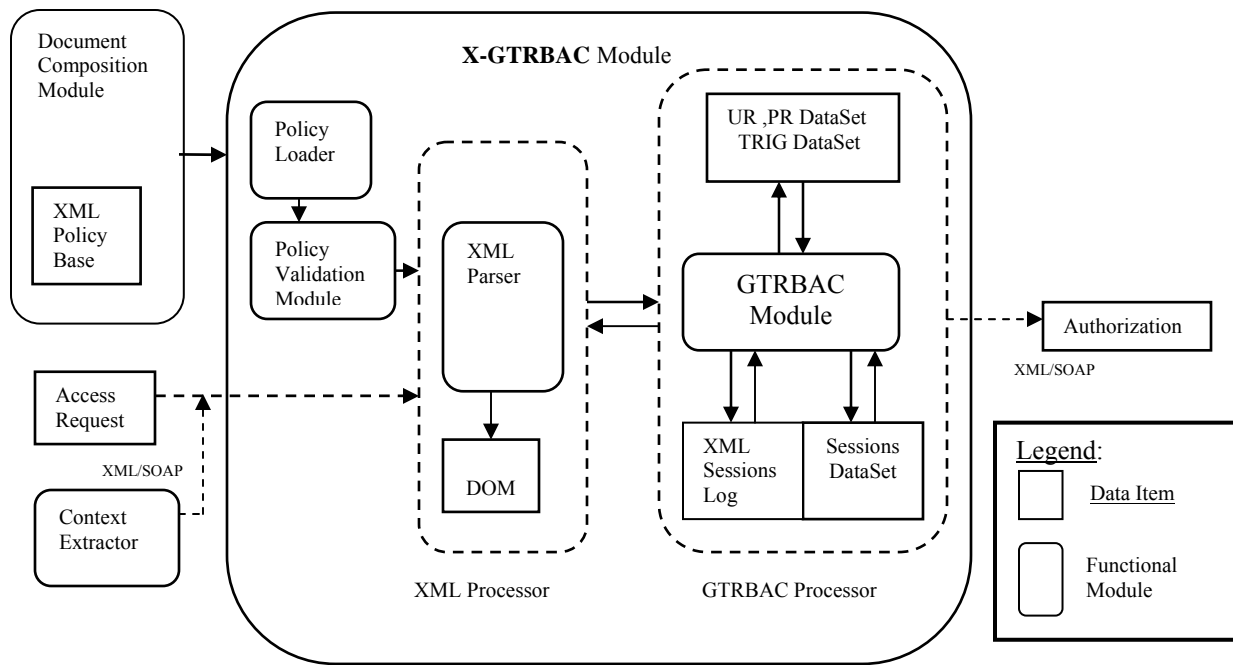 Document
Composition
Module
XML
Policy
Base
X-GTRBAC Module
Policy
Loader
Policy
Validation
Module
XML
Parser
DOM
XML Processor
UR ,PR DataSet
TRIG DataSet
GTRBAC
Module
XML
Sessions
Log
Sessions
DataSet
GTRBAC Processor
Access
Request
XML/SOAP
Context
Extractor
Authorization
XML/SOAP
Legend:
Data Item
Functional
Module